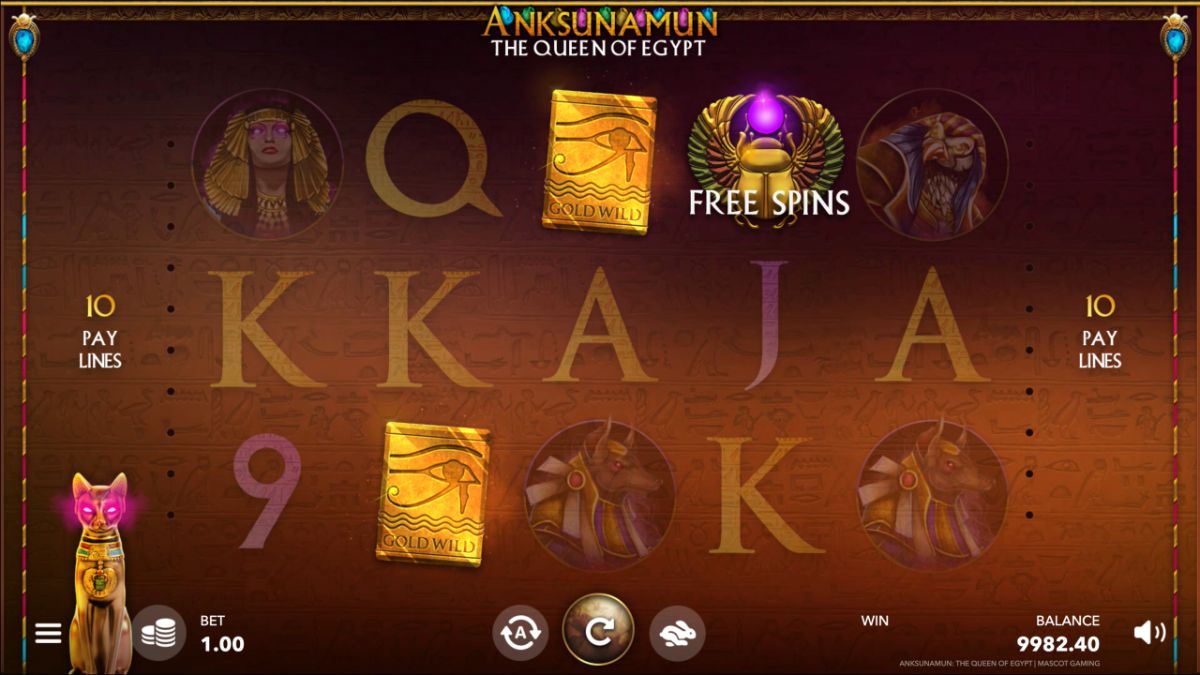 ANKSUNAMUN
THE QUEEN OF EGYPT
Q
GOLD WILD
FREE SPINS
K K A J A
10
PAY
LINES
10
PAY
LINES
9
GOLD WILD
K
BET
1.00
A
WIN
BALANCE
9982.40
ANKSUNAMUN: THE QUEEN OF EGYPT | MASCOT GAMING